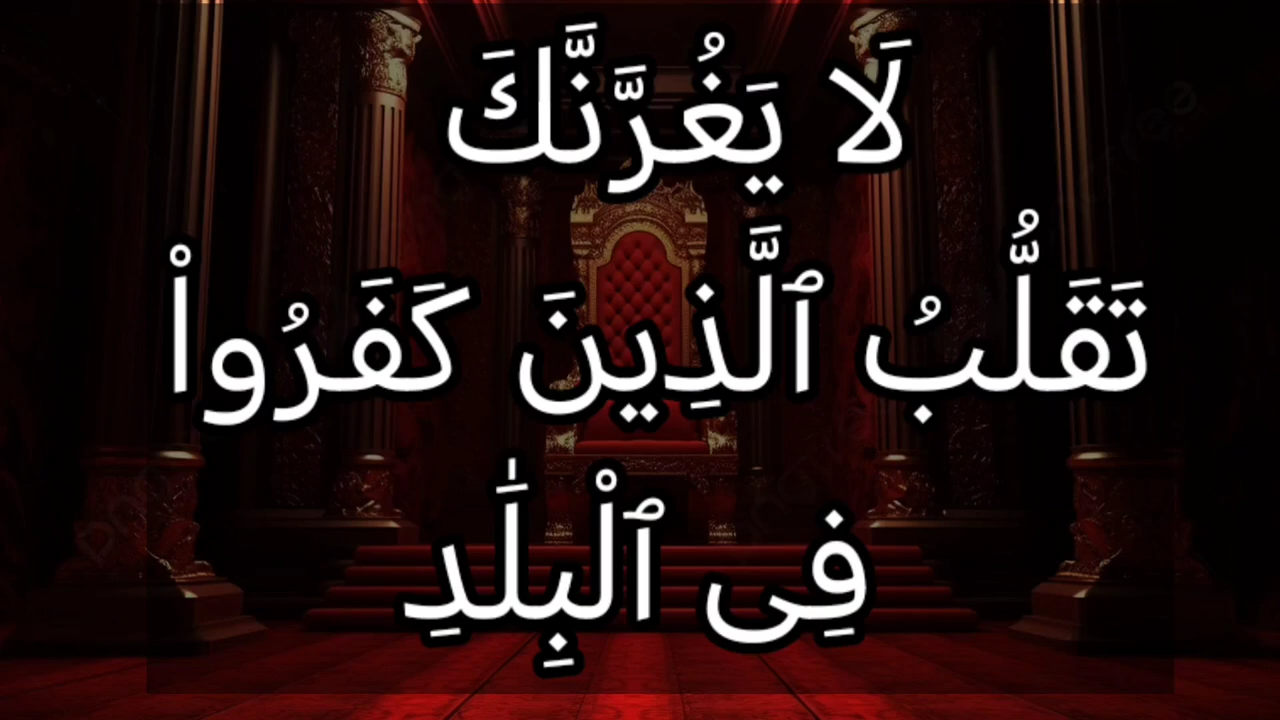 لَا يَغُرَّنَّكَ
تَقَلُّبُ ٱلَّذِينَ كَفَرُوا۟
فِى ٱلْبِلَٰدِ